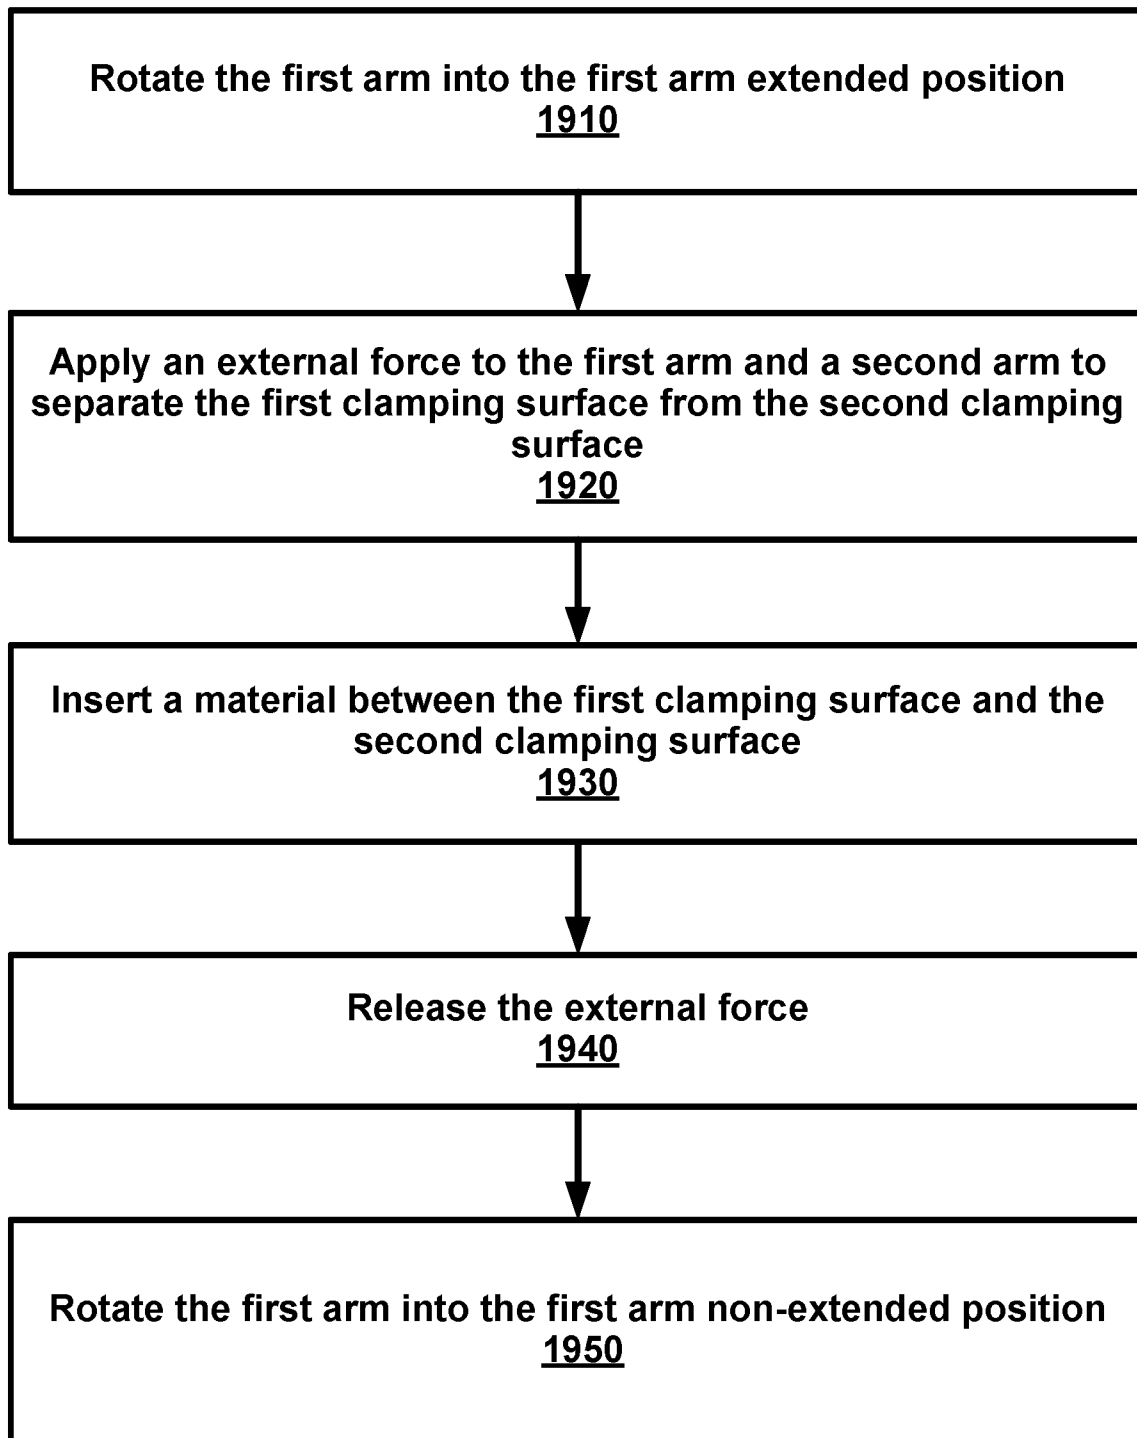 Rotate the first arm into the first arm extended position
1910
Apply an external force to the first arm and a second arm to
separate the first clamping surface from the second clamping
surface
1920
Insert a material between the first clamping surface and the
second clamping surface
1930
Release the external force
1940
Rotate the first arm into the first arm non-extended position
1950